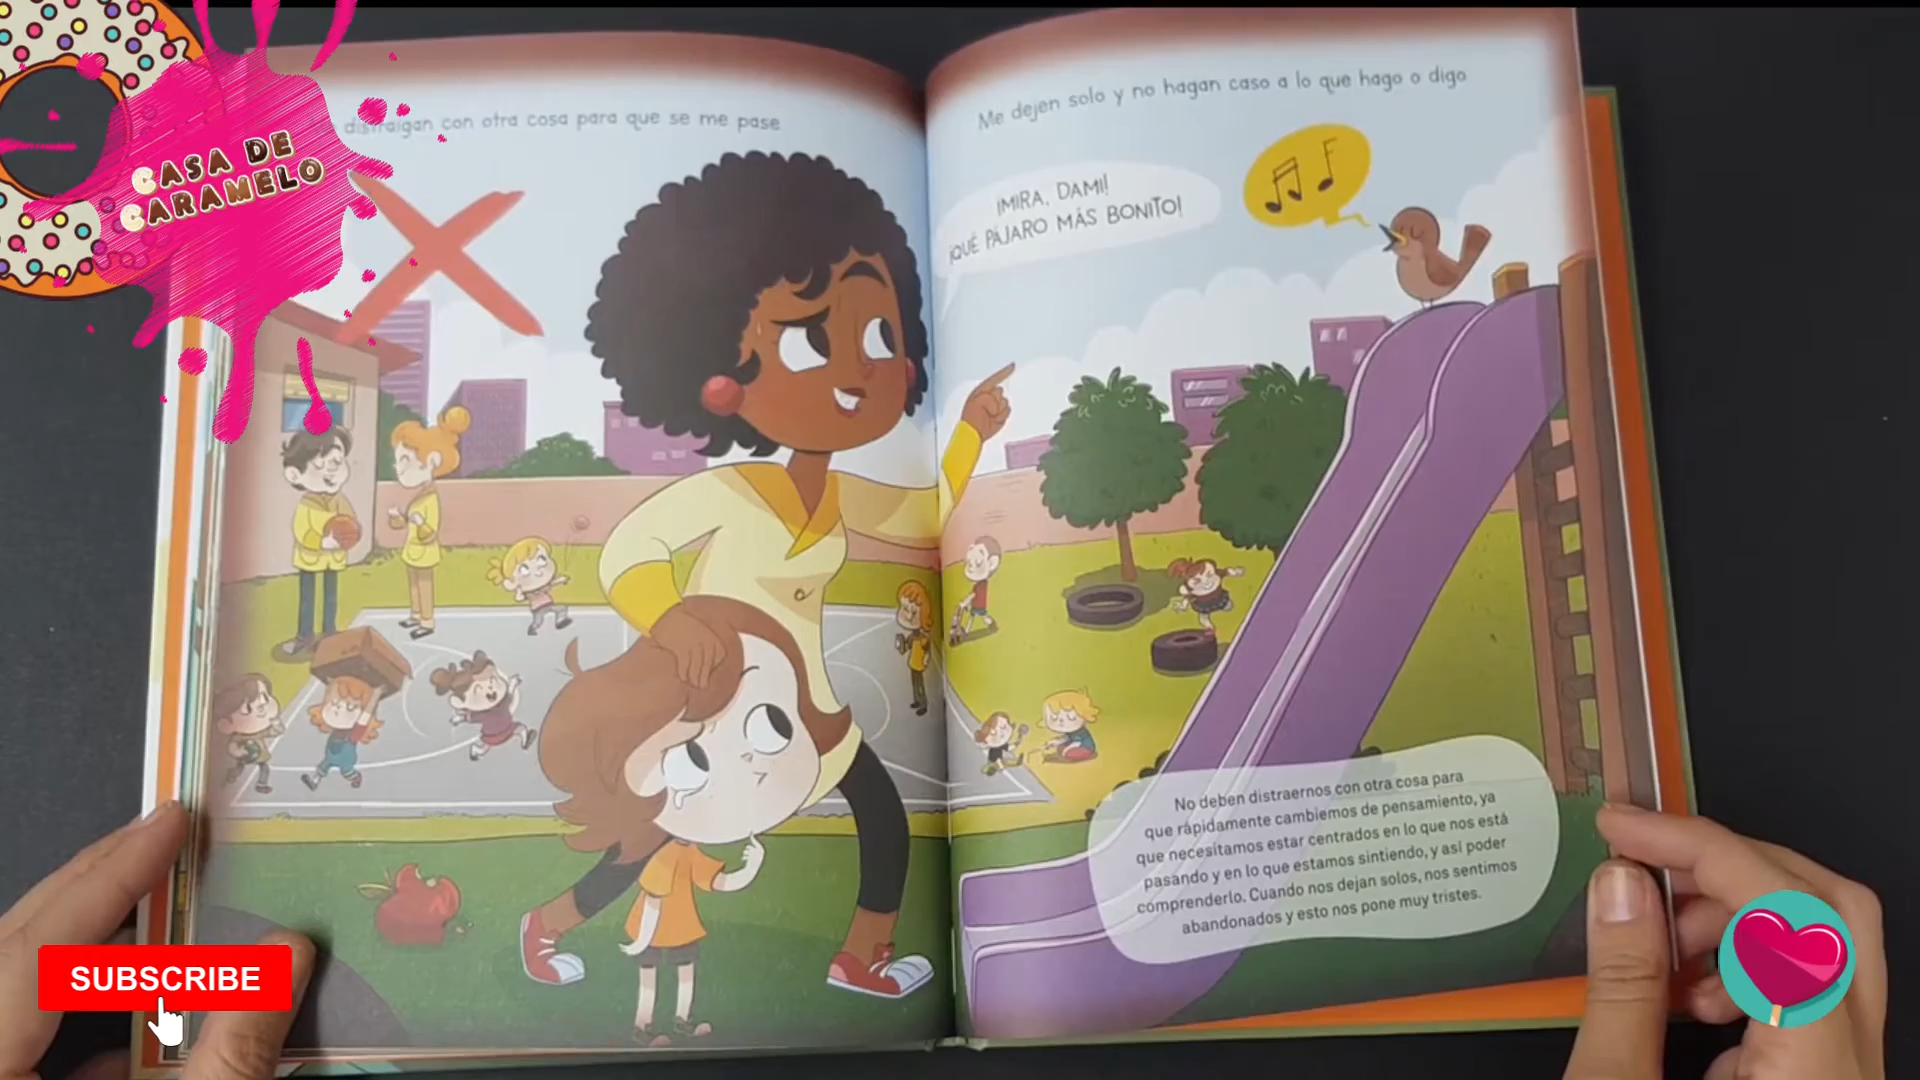 CASA DE
CARAMELO
distraigan con otra cosa para que se me pase
Me dejen solo y no hagan caso a lo que hago o digo
¡MIRA, DAMI!
¡QUÉ PÁJARO MÁS BONITO!
No deben distraernos con otra cosa para
que rápidamente cambiemos de pensamiento, ya
que necesitamos estar centrados en lo que nos está
pasando y en lo que estamos sintiendo, y así poder
comprenderlo. Cuando nos dejan solos, nos sentimos
abandonados y esto nos pone muy tristes.
SUBSCRIBE